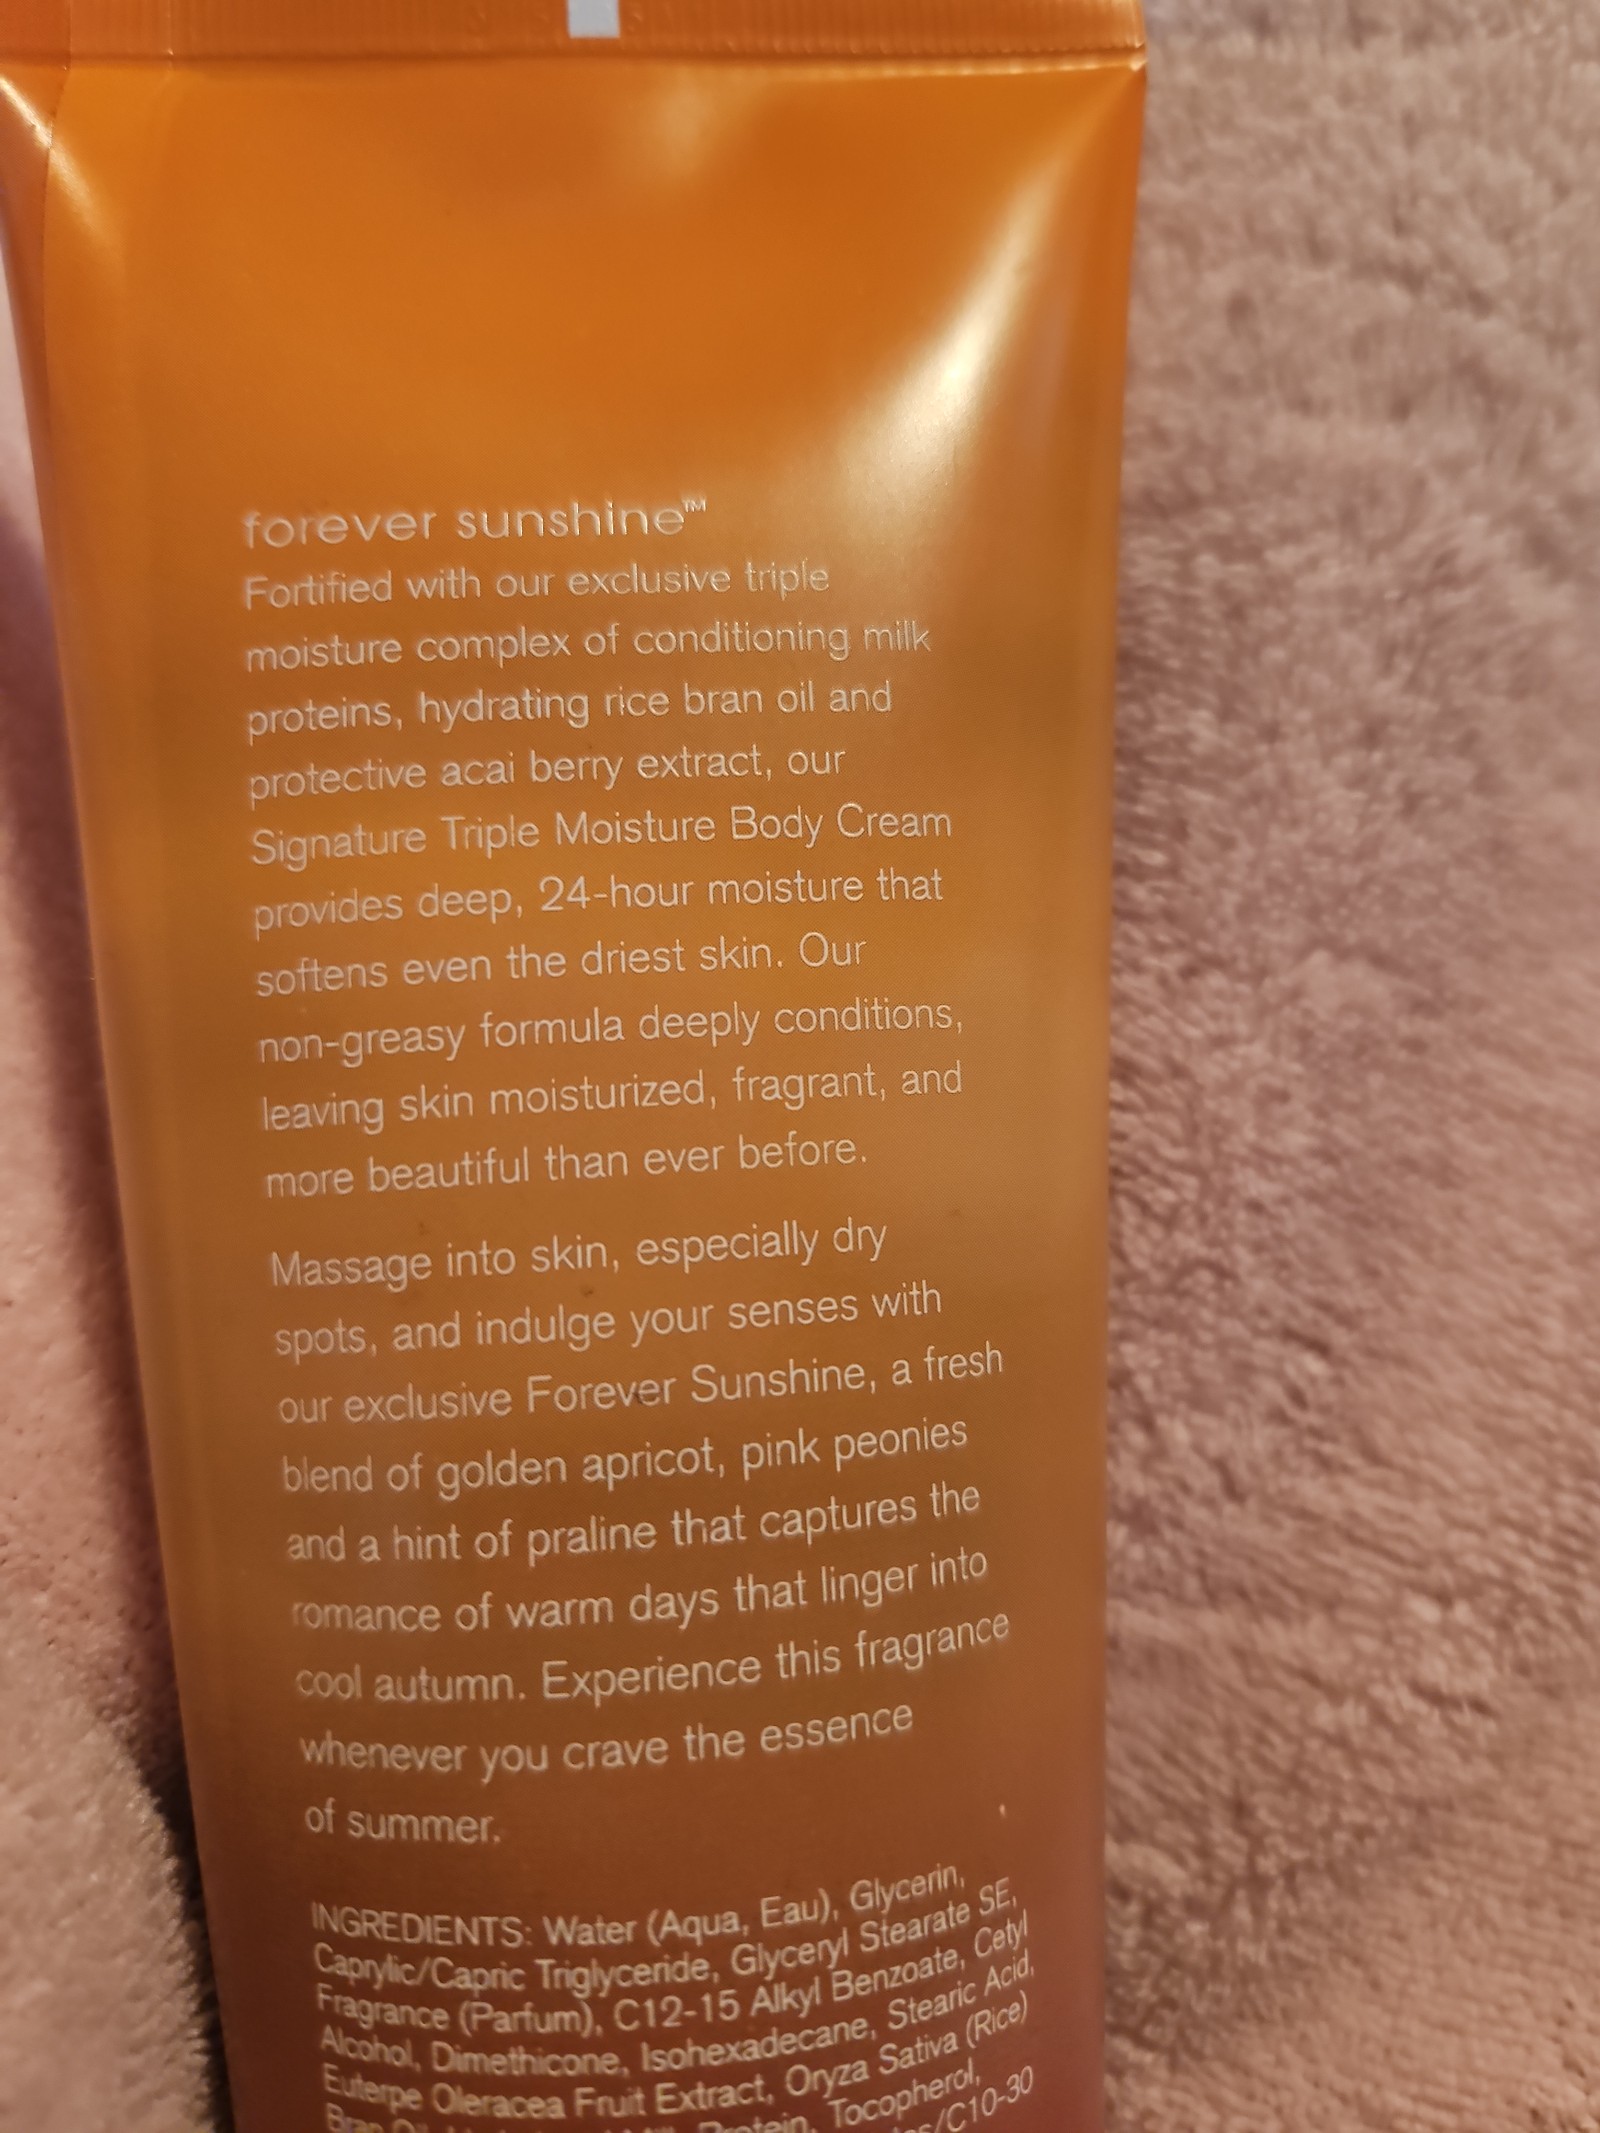 forever sunshine™
Fortified with our exclusive triple
moisture complex of conditioning milk
proteins, hydrating rice bran oil and
protective acai berry extract, our
Signature Triple Moisture Body Cream
provides deep, 24-hour moisture that
softens even the driest skin. Our
non-greasy formula deeply conditions,
leaving skin moisturized, fragrant, and
more beautiful than ever before.
Massage into skin, especially dry
spots, and indulge your senses with
our exclusive Forever Sunshine, a fresh
blend of golden apricot, pink peonies
and a hint of praline that captures the
romance of warm days that linger into
cool autumn. Experience this fragrance
whenever you crave the essence
of summer.
INGREDIENTS: Water (Aqua, Eau), Glycerin,
Caprylic/Capric Triglyceride, Glyceryl Stearate SE,
Fragrance (Parfum), C12-15 Alkyl Benzoate, Cetyl
Alcohol, Dimethicone, Isohexadecane, Stearic Acid,
Euterpe Oleracea Fruit Extract, Oryza Sativa (Rice)
Bran Oil, Protein, Tocopherol,
/C10-30